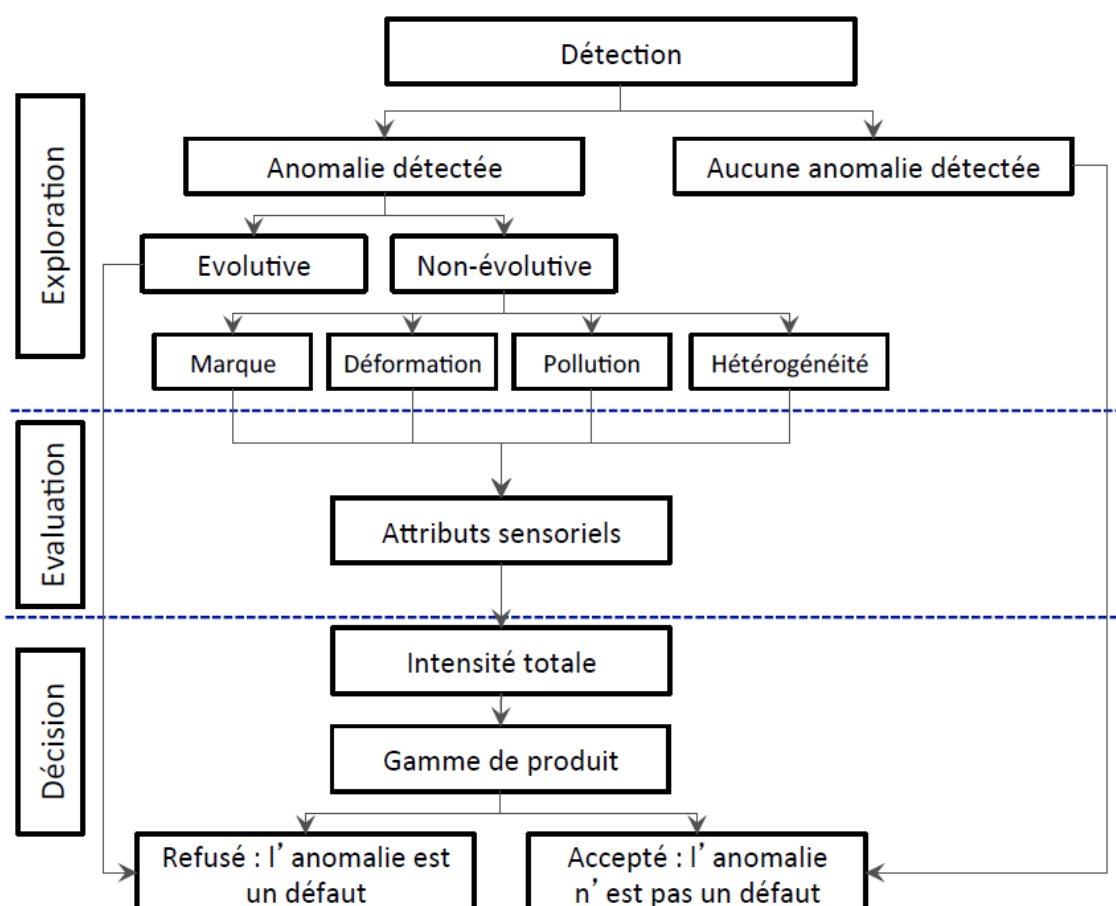 Détection
Exploration
Anomalie détectée
Aucune anomalie détectée
Evolutive
Non-évolutive
Marque
Déformation
Pollution
Hétérogénéité
Evaluation
Attributs sensoriels
Décision
Intensité totale
Gamme de produit
Refusé : l’ anomalie est
un défaut
Accepté : l’ anomalie
n’ est pas un défaut